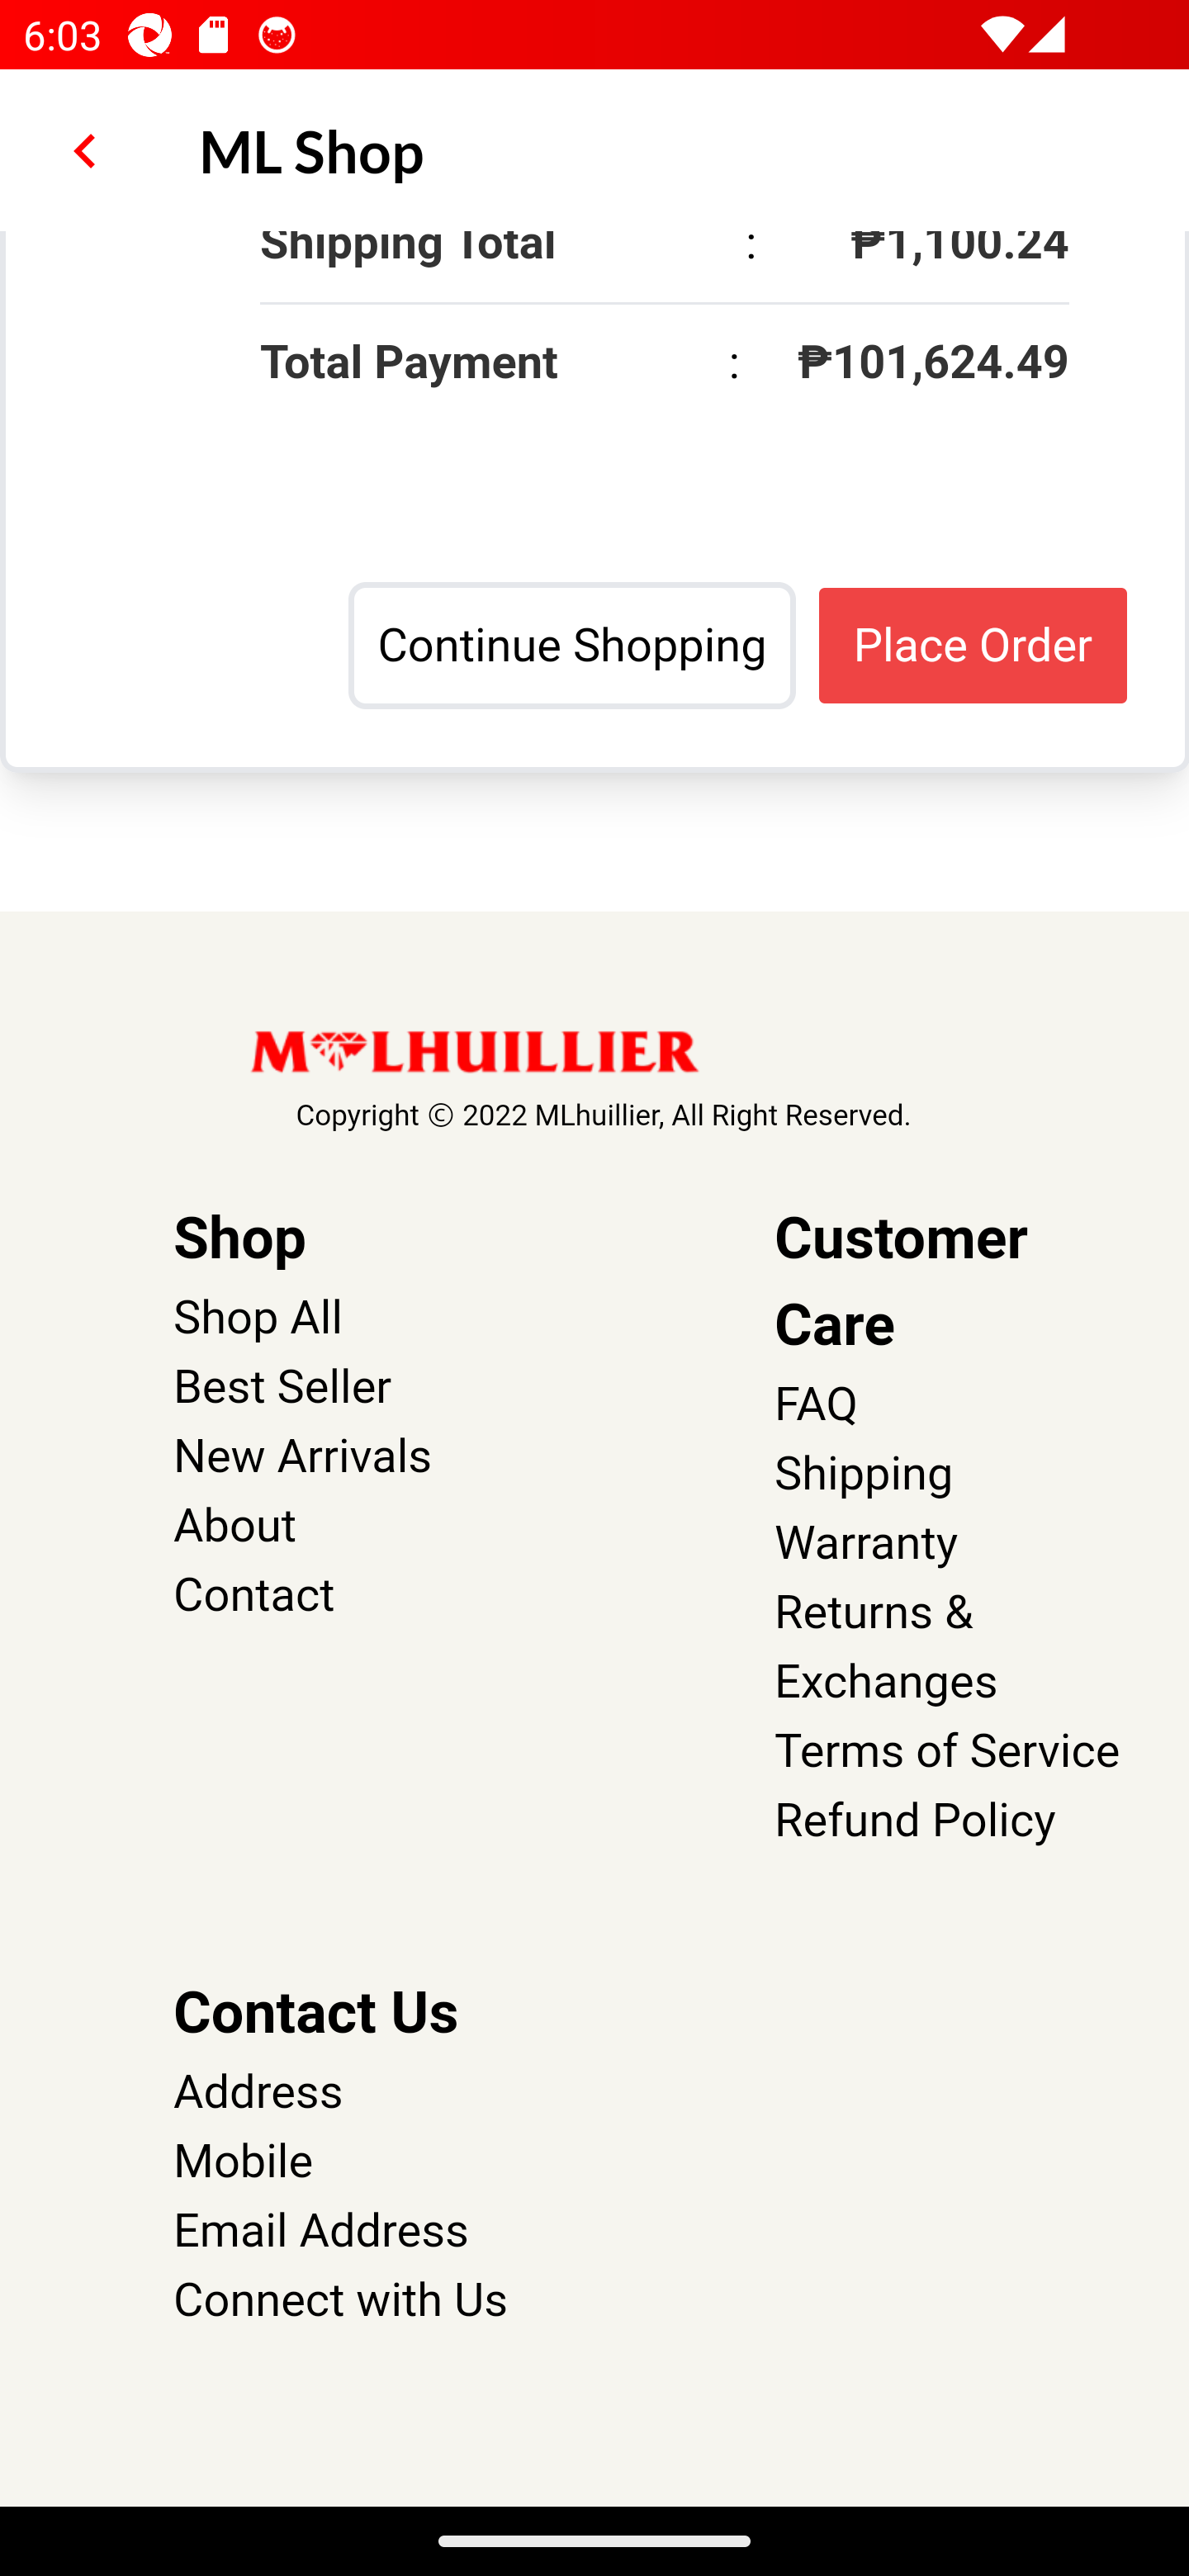 6:03
ML Shop
Shipping Total : ₱1,100.24
Total Payment : ₱101,624.49
Continue Shopping Place Order
M LHUILLIER
Copyright © 2022 MLhuillier, All Right Reserved.
Shop
Shop All
Best Seller
New Arrivals
About
Contact
Customer
Care
FAQ
Shipping
Warranty
Returns &
Exchanges
Terms of Service
Refund Policy
Contact Us
Address
Mobile
Email Address
Connect with Us